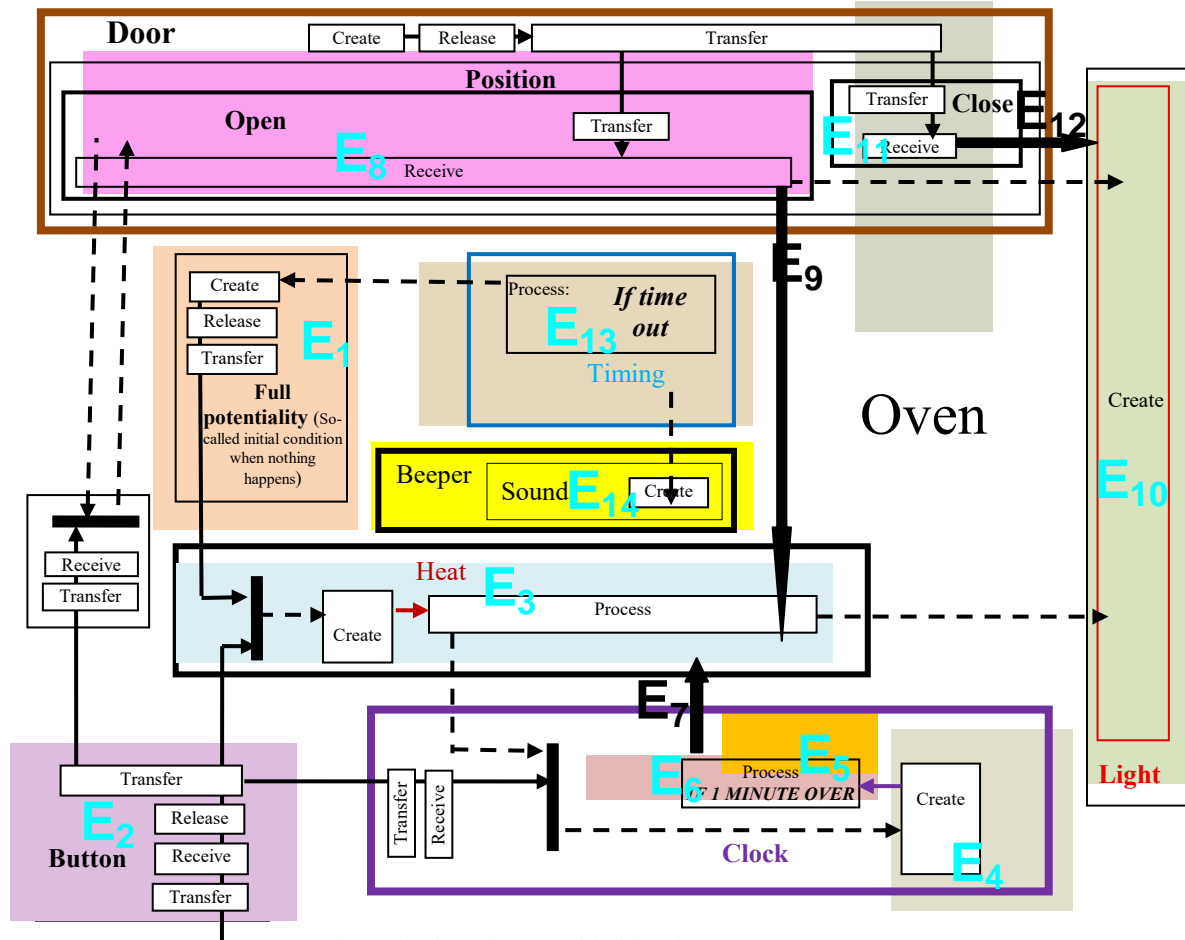 Door
Create
Release
Transfer
Position
Open
Transfer
E8
Receive
Transfer
Close
E11
Receive
E12
E9
Create
Release
Transfer
E1
Full
potentiality (So-
called initial condition
when nothing
happens)
Process:
If time
out
E13
Timing
Oven
Beeper
Sound
Create
E14
Create
E10
Light
Receive
Transfer
Heat
E3
Create
Process
E7
Transfer
E2
Release
Button
Receive
Transfer
Transfer
Receive
E5
E6
Process
IF 1 MINUTE OVER
Create
Clock
E4